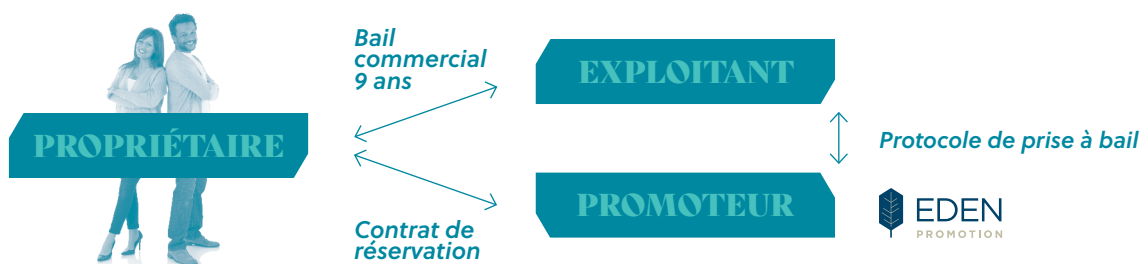 PROPRIÉTAIRE
Bail
commercial
9 ans
EXPLOITANT
Protocole de prise à bail
PROMOTEUR
EDEN
PROMOTION
Contrat de
réservation